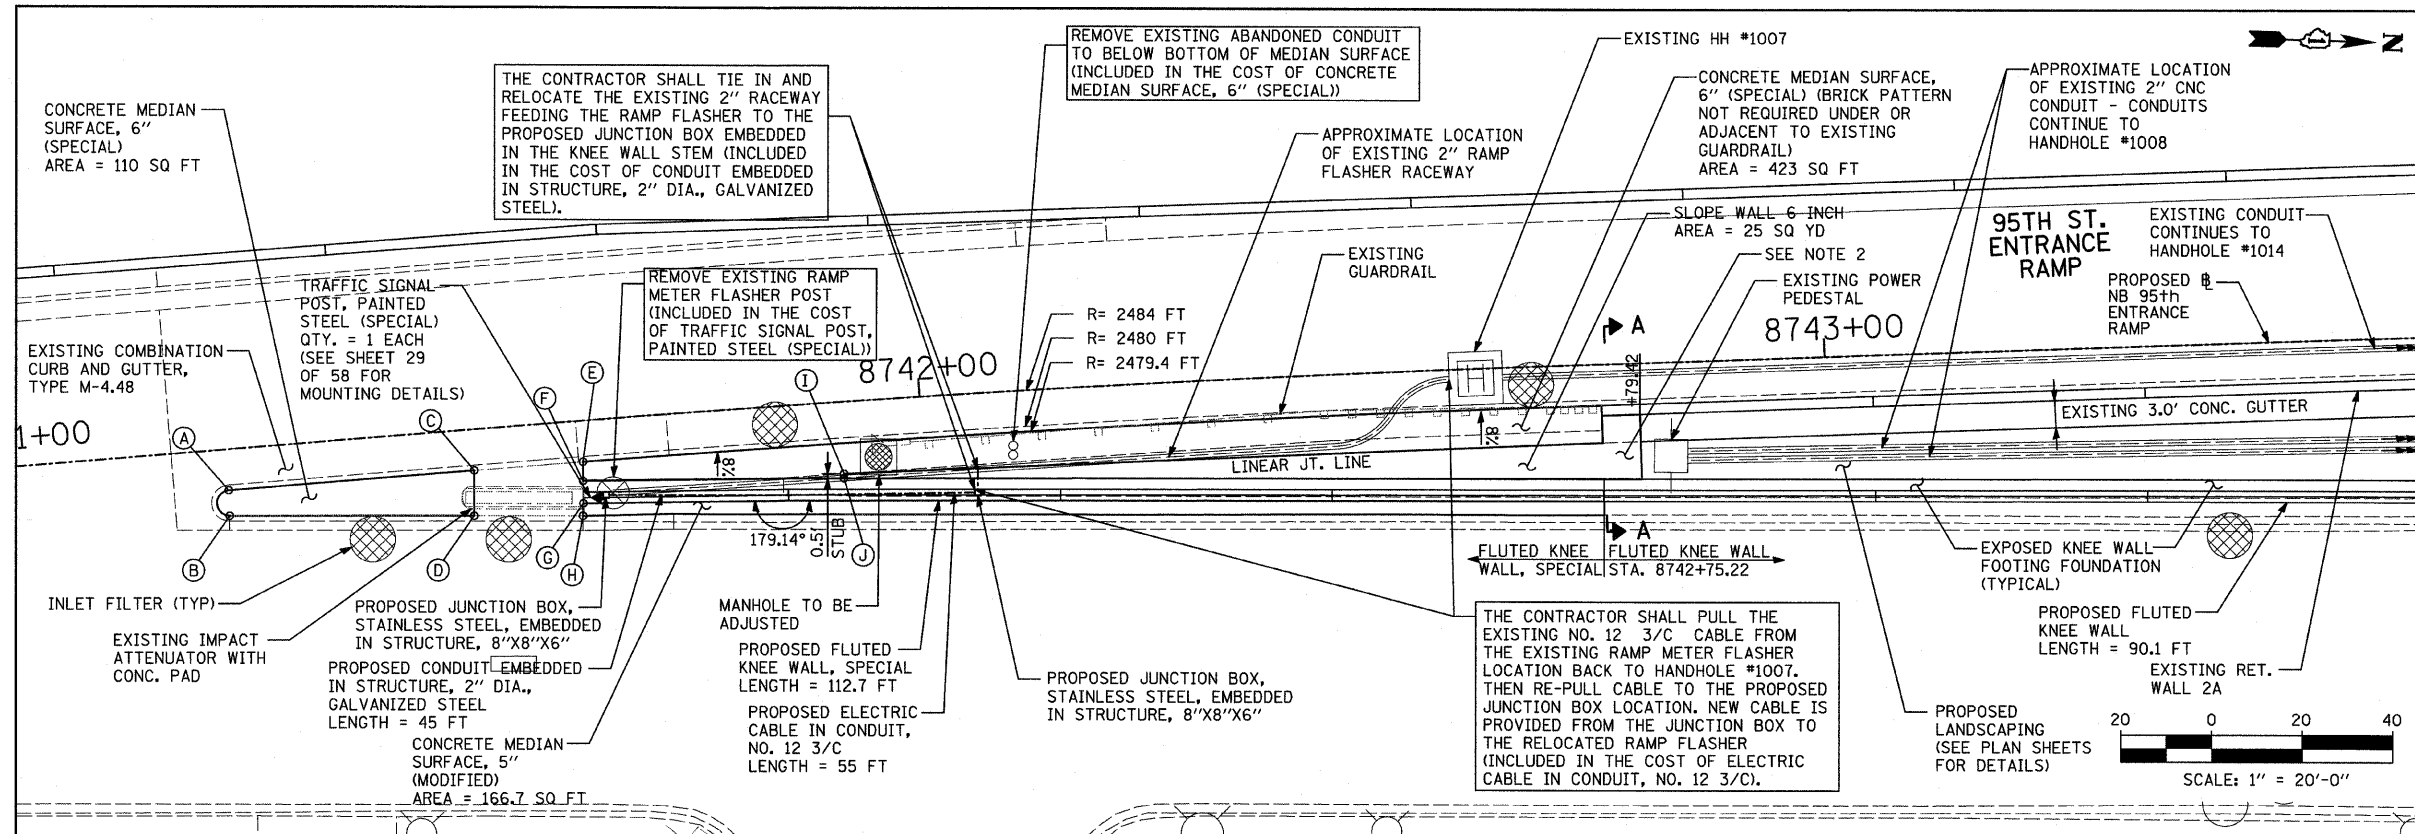 CONCRETE MEDIAN
SURFACE, 6"
(SPECIAL)
AREA = 110 SQ FT
THE CONTRACTOR SHALL TIE IN AND
RELOCATE THE EXISTING 2" RACEWAY
FEEDING THE RAMP FLASHER TO THE
PROPOSED JUNCTION BOX EMBEDDED
IN THE KNEE WALL STEM (INCLUDED
IN THE COST OF CONDUIT EMBEDDED
IN STRUCTURE, 2" DIA., GALVANIZED
STEEL).
REMOVE EXISTING ABANDONED CONDUIT
TO BELOW BOTTOM OF MEDIAN SURFACE
(INCLUDED IN THE COST OF CONCRETE
MEDIAN SURFACE, 6" (SPECIAL))
EXISTING HH #1007
N
CONCRETE MEDIAN SURFACE,
6" (SPECIAL) (BRICK PATTERN
NOT REQUIRED UNDER OR
ADJACENT TO EXISTING
GUARDRAIL)
AREA = 423 SQ FT
APPROXIMATE LOCATION
OF EXISTING 2" CNC
CONDUIT - CONDUITS
CONTINUE TO
HANDHOLE #1008
APPROXIMATE LOCATION
OF EXISTING 2" RAMP
FLASHER RACEWAY
SLOPE WALL 6 INCH
AREA = 25 SQ YD
95TH ST.
ENTRANCE
RAMP
EXISTING CONDUIT
CONTINUES TO
HANDHOLE #1014
EXISTING
GUARDRAIL
SEE NOTE 2
EXISTING POWER
PEDESTAL
PROPOSED ℄
NB 95th
ENTRANCE
RAMP
TRAFFIC SIGNAL
POST, PAINTED
STEEL (SPECIAL)
QTY. = 1 EACH
(SEE SHEET 29
OF 58 FOR
MOUNTING DETAILS)
REMOVE EXISTING RAMP
METER FLASHER POST
(INCLUDED IN THE COST
OF TRAFFIC SIGNAL POST,
PAINTED STEEL (SPECIAL))
R= 2484 FT
R= 2480 FT
R= 2479.4 FT
EXISTING COMBINATION
CURB AND GUTTER,
TYPE M-4.48
1+00
8742+00
8743+00
A
+79.42
A
B
C
D
E
F
G
H
I
J
8%
8%
EXISTING 3.0' CONC. GUTTER
LINEAR JT. LINE
179.14°
0.5'
STUB
A
FLUTED KNEE
WALL, SPECIAL
FLUTED KNEE WALL
STA. 8742+75.22
INLET FILTER (TYP)
EXISTING IMPACT
ATTENUATOR WITH
CONC. PAD
PROPOSED JUNCTION BOX,
STAINLESS STEEL, EMBEDDED
IN STRUCTURE, 8"X8"X6"
PROPOSED CONDUIT EMBEDDED
IN STRUCTURE, 2" DIA.,
GALVANIZED STEEL
LENGTH = 45 FT
CONCRETE MEDIAN
SURFACE, 5"
(MODIFIED)
AREA = 166.7 SQ FT
MANHOLE TO BE
ADJUSTED
PROPOSED FLUTED
KNEE WALL, SPECIAL
LENGTH = 112.7 FT
PROPOSED ELECTRIC
CABLE IN CONDUIT,
NO. 12 3/C
LENGTH = 55 FT
PROPOSED JUNCTION BOX,
STAINLESS STEEL, EMBEDDED
IN STRUCTURE, 8"X8"X6"
THE CONTRACTOR SHALL PULL THE
EXISTING NO. 12 3/C CABLE FROM
THE EXISTING RAMP METER FLASHER
LOCATION BACK TO HANDHOLE #1007.
THEN RE-PULL CABLE TO THE PROPOSED
JUNCTION BOX LOCATION. NEW CABLE IS
PROVIDED FROM THE JUNCTION BOX TO
THE RELOCATED RAMP FLASHER
(INCLUDED IN THE COST OF ELECTRIC
CABLE IN CONDUIT, NO. 12 3/C).
EXPOSED KNEE WALL
FOOTING FOUNDATION
(TYPICAL)
PROPOSED FLUTED
KNEE WALL
LENGTH = 90.1 FT
EXISTING RET.
WALL 2A
PROPOSED
LANDSCAPING
(SEE PLAN SHEETS
FOR DETAILS)
20 0 20 40
SCALE: 1" = 20'-0"